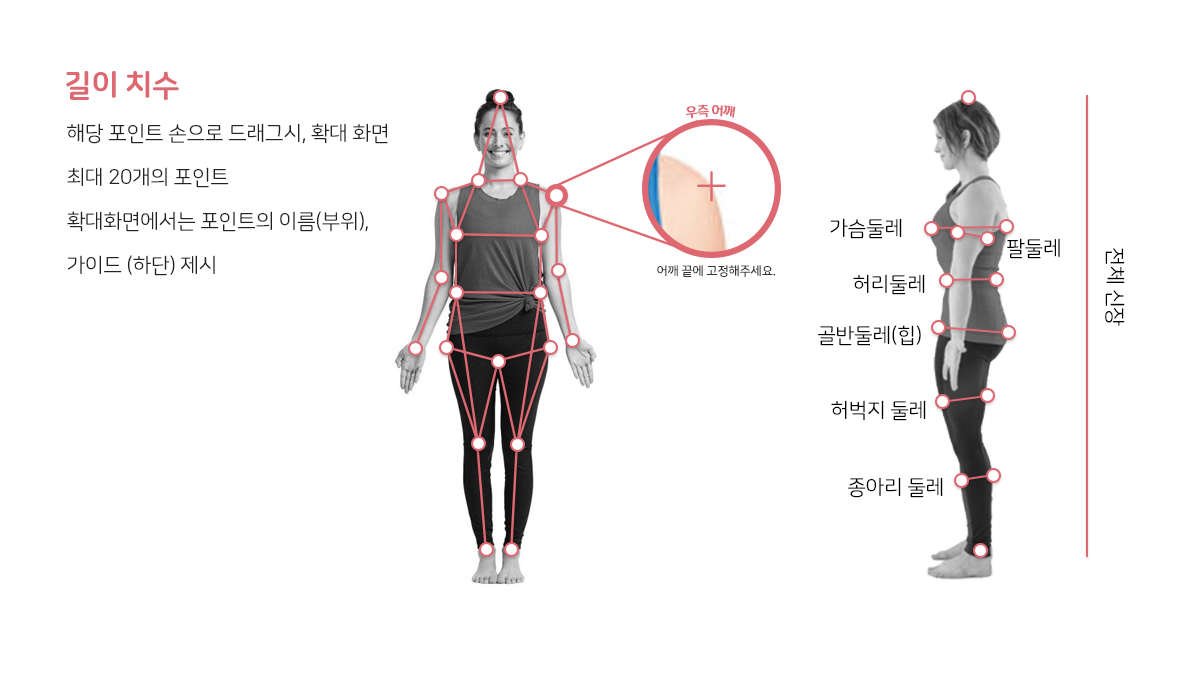 길이 치수
해당 포인트 손으로 드래그시, 확대 화면
최대 20개의 포인트
확대화면에서는 포인트의 이름(부위),
가이드 (하단) 제시
우측 어깨
어깨 끝에 고정해주세요.
가슴둘레
팔둘레
허리둘레
골반둘레(힙)
허벅지 둘레
종아리 둘레
전체 신장